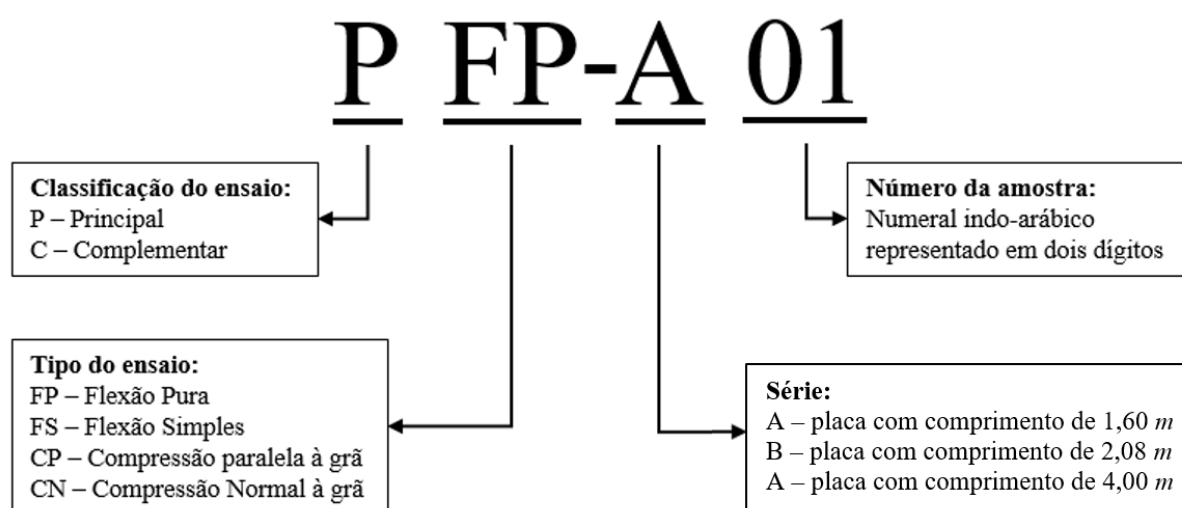 P FP-A 01
Classificação do ensaio:
P – Principal
C – Complementar
Número da amostra:
Numeral indo-arábico
representado em dois dígitos
Tipo do ensaio:
FP – Flexão Pura
FS – Flexão Simples
CP – Compressão paralela à grã
CN – Compressão Normal à grã
Série:
A – placa com comprimento de 1,60 m
B – placa com comprimento de 2,08 m
A – placa com comprimento de 4,00 m